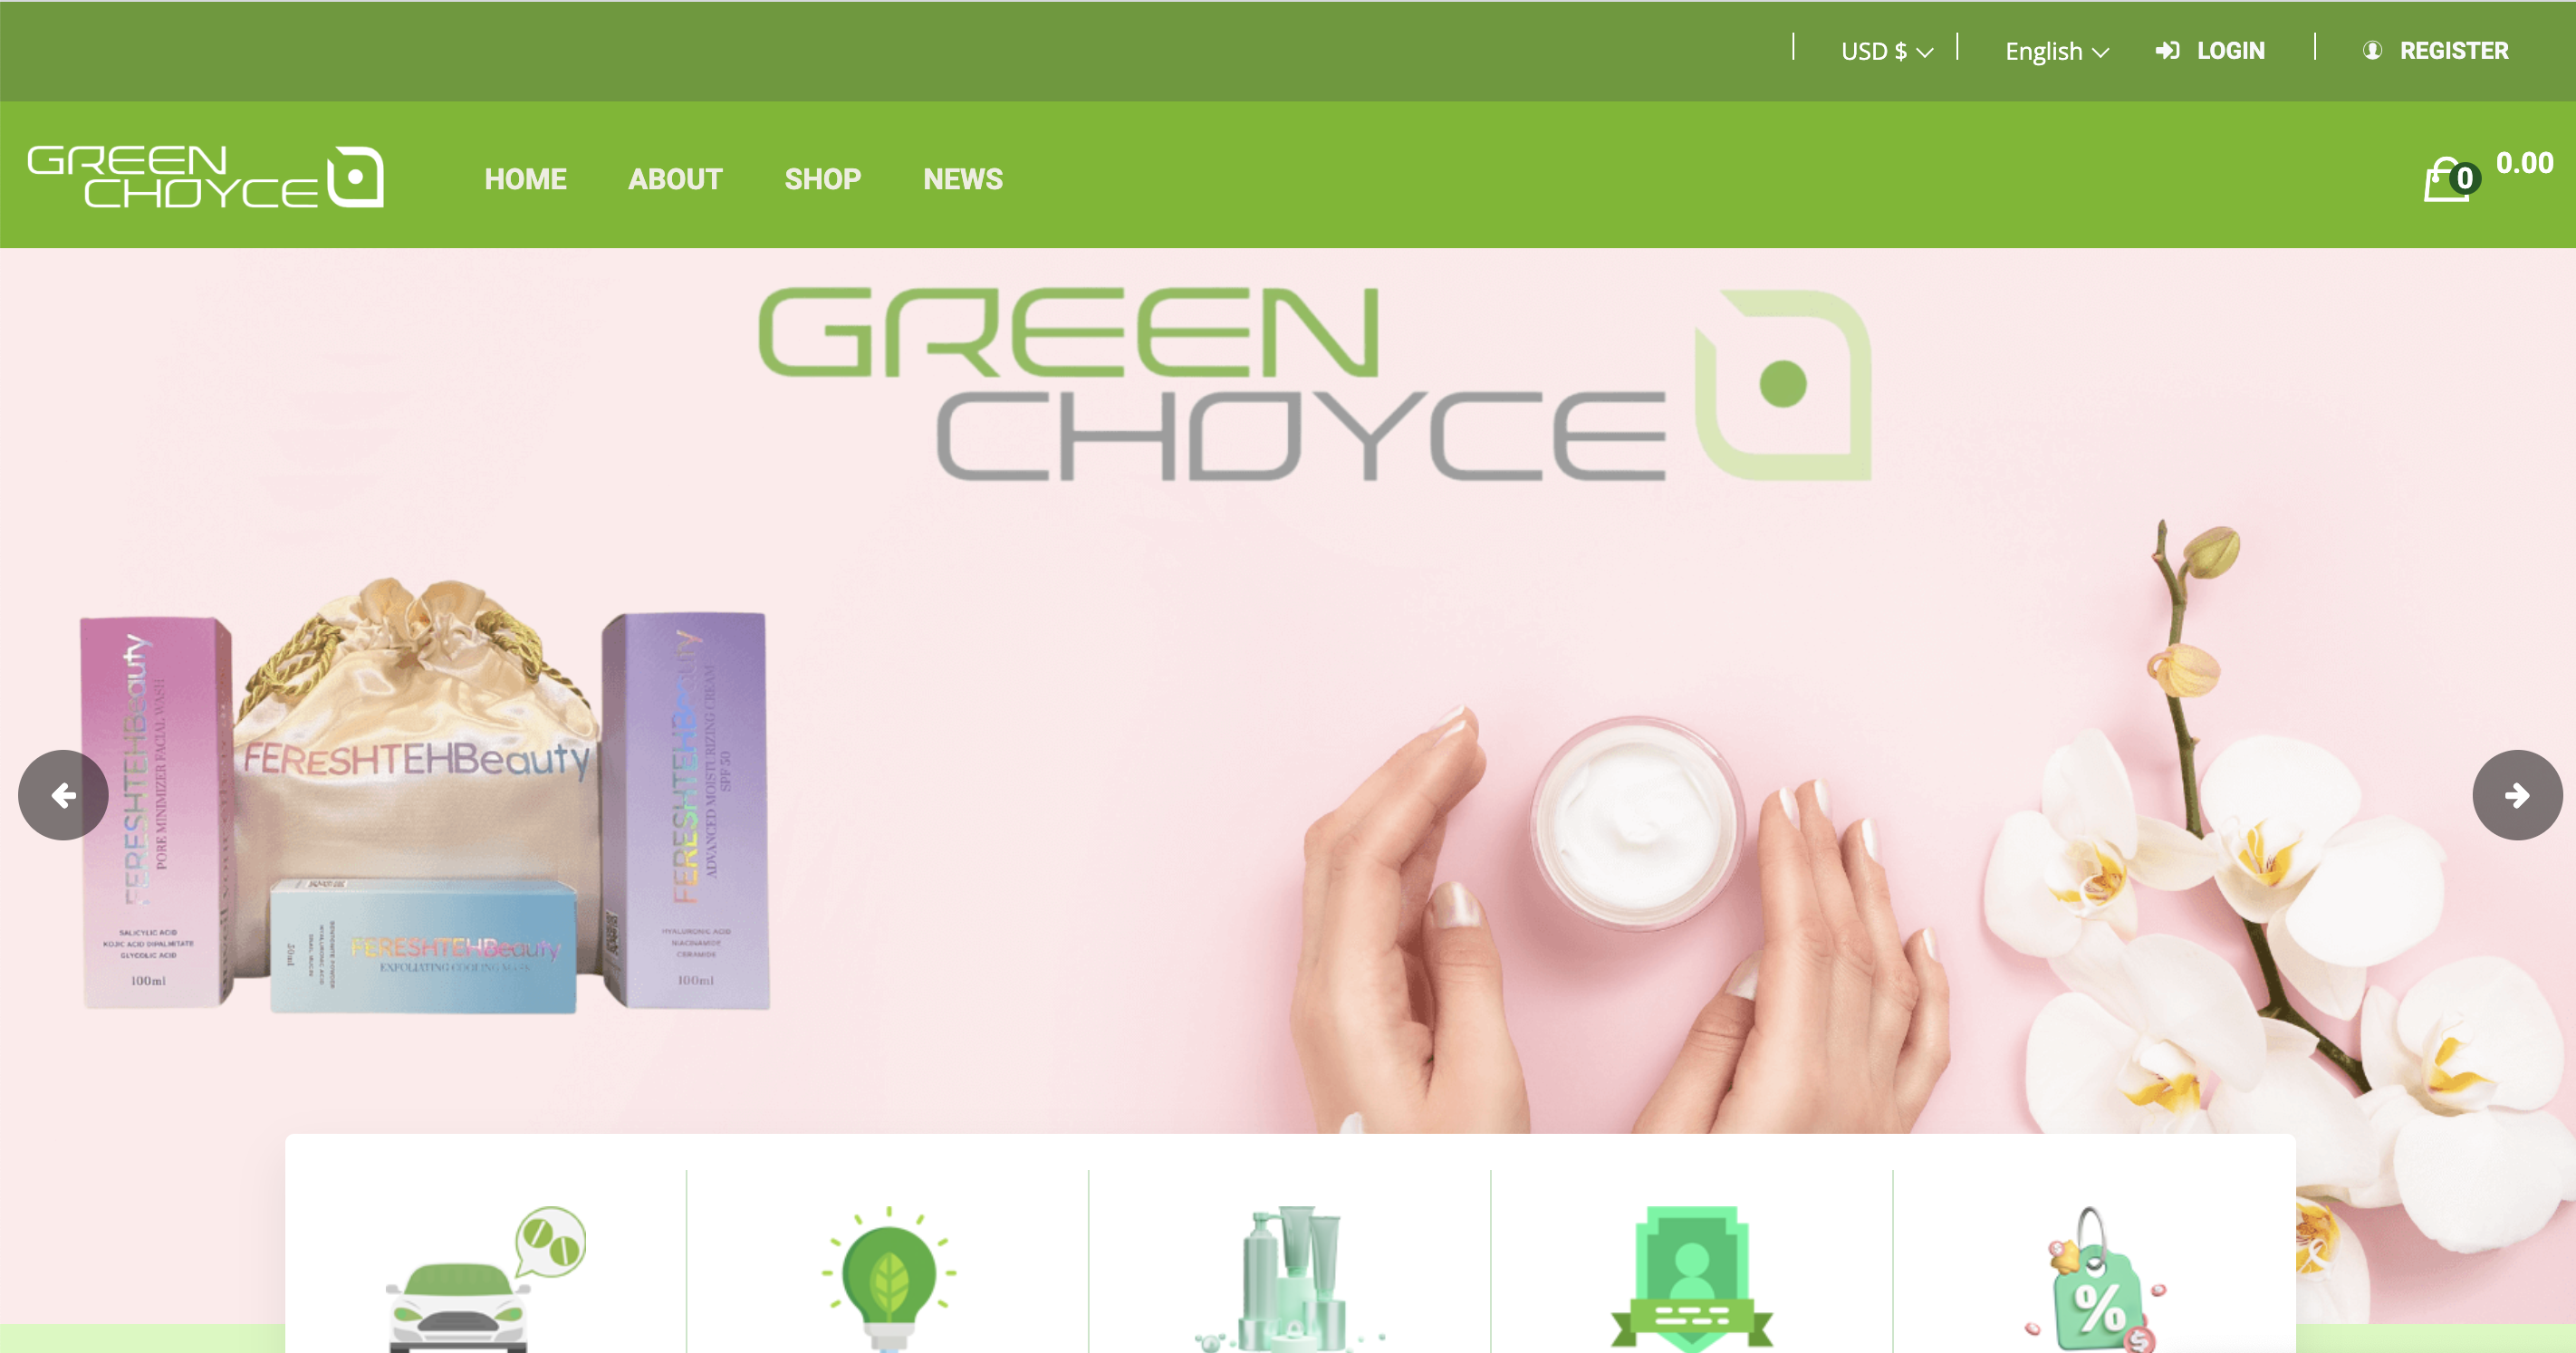 USD $
English
LOGIN
REGISTER
GREEN
CHOYCE
HOME
ABOUT
SHOP
NEWS
0
0.00
GREEN
CHOYCE
FERESHTEHBeauty
PORE MINIMIZER FACIAL WASH
SALICYLIC ACID
KOJIC ACID DIPALMITATE
GLYCOLIC ACID
100ml
FERESHTEHBeauty
FERESHTEHBeauty
EXFOLIATING COOLING MASK
50ml
FERESHTEHBeauty
ADVANCED MOISTURIZING CREAM
SPF 50
HYALURONIC ACID
NIACINAMIDE
CERAMIDE
100ml
%
$